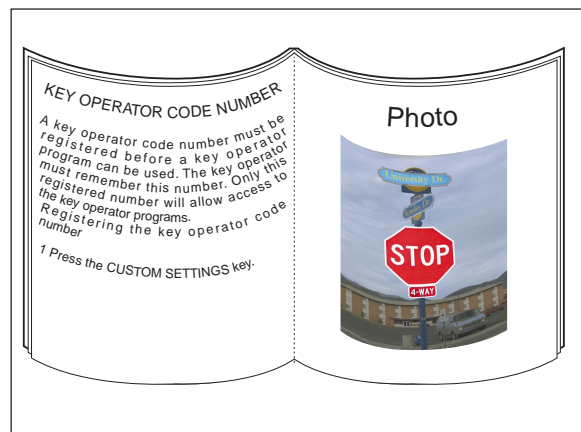 KEY OPERATOR CODE NUMBER
A key operator code number must be
registered before a key operator
program can be used. The key operator
must remember this number. Only this
registered number will allow access to
the key operator programs.
Registering the key operator code
number
1 Press the CUSTOM SETTINGS key.
Photo
University Dr.
STOP
4-WAY